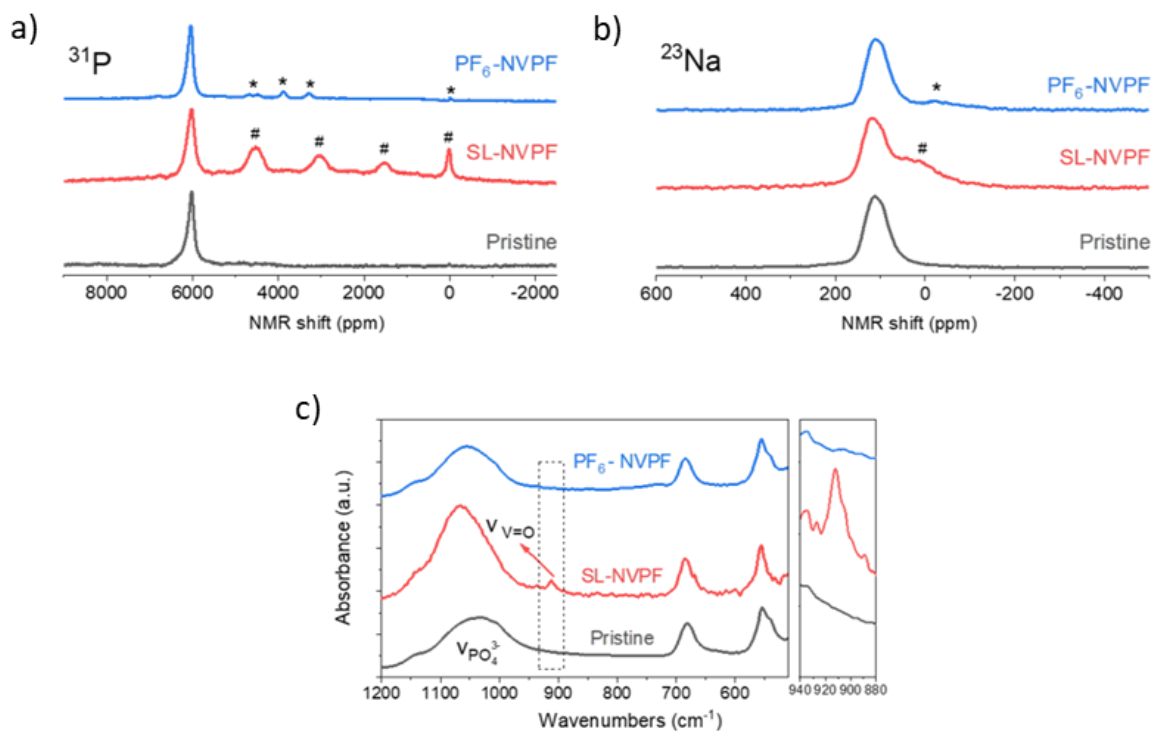 a)
³¹P
PF₆-NVPF
* * * *
# # # #
SL-NVPF
Pristine
8000 6000 4000 2000 0 -2000
NMR shift (ppm)
b)
²³Na
PF₆-NVPF
*
#
SL-NVPF
Pristine
600 400 200 0 -200 -400
NMR shift (ppm)
c)
Absorbance (a.u.)
PF₆- NVPF
ν V=O
SL-NVPF
Pristine
ν PO₄³⁻
1200 1100 1000 900 800 700 600
940 920 900 880
Wavenumbers (cm⁻¹)